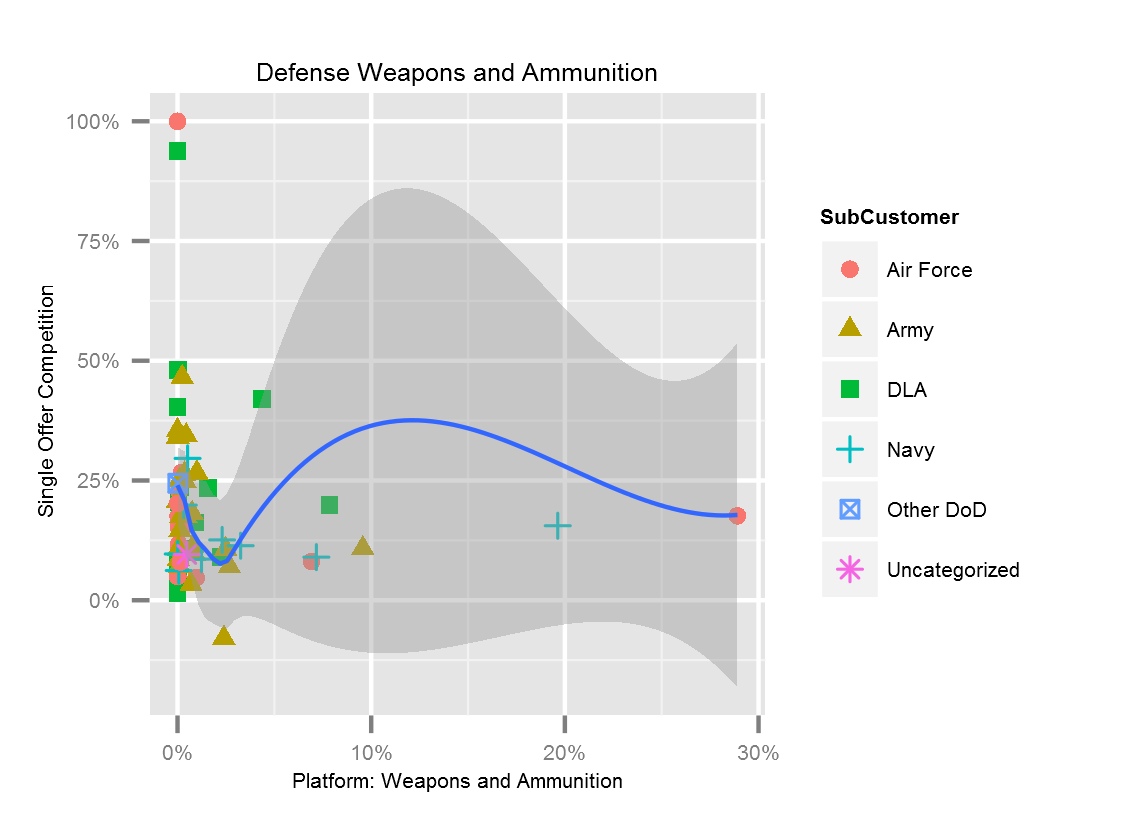 Defense Weapons and Ammunition
100%
75%
50%
25%
0%
Single Offer Competition
0%
10%
20%
30%
Platform: Weapons and Ammunition
SubCustomer
Air Force
Army
DLA
Navy
Other DoD
Uncategorized